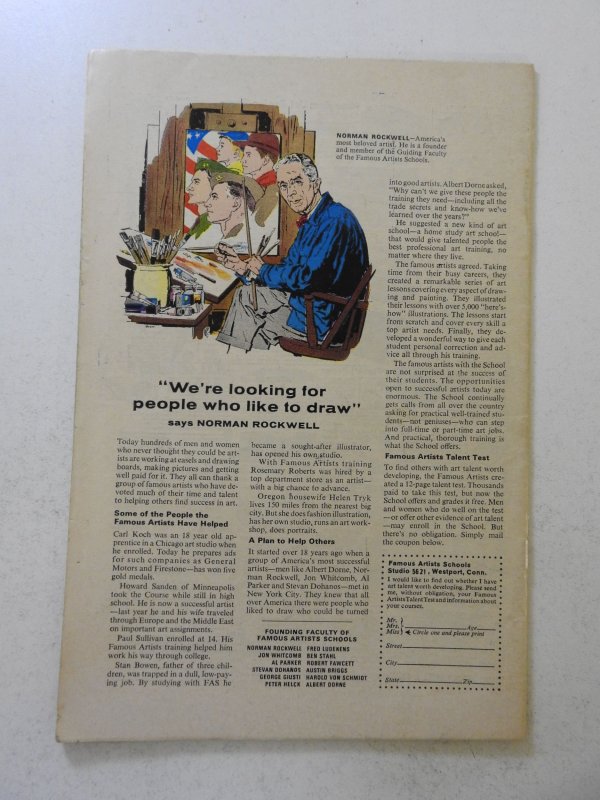 NORMAN ROCKWELL—America's
most beloved artist. He is a founder
and member of the Guiding Faculty
of the Famous Artists Schools.
"We're looking for
people who like to draw"
says NORMAN ROCKWELL
Today hundreds of men and women
who never thought they could be art-
ists are working at easels and drawing
boards, making pictures and getting
well paid for it. They all can thank a
group of famous artists who have de-
voted much of their time and talent
to helping others find success in art.
Some of the People the
Famous Artists Have Helped
Carl Koch was an 18 year old ap-
prentice in a Chicago art studio when
he enrolled. Today he prepares ads
for such companies as General
Motors and Firestone—has won five
gold medals.
Howard Sanden of Minneapolis
took the Course while still in high
school. He is now a successful artist
—last year he and his wife traveled
through Europe and the Middle East
on important art assignments.
Paul Sullivan enrolled at 14. His
Famous Artists training helped him
work his way through college.
Stan Bowen, father of three chil-
dren, was trapped in a dull, low-pay-
ing job. By studying with FAS he
became a sought-after illustrator,
has opened his own studio.
With Famous Artists training
Rosemary Roberts was hired by a
top department store as an artist—
with a big chance to advance.
Oregon housewife Helen Tryk
lives 150 miles from the nearest big
city. But she does fashion illustration,
has her own studio, runs an art work-
shop, does portraits.
A Plan to Help Others
It started over 18 years ago when a
group of America's most successful
artists—men like Albert Dorne, Nor-
man Rockwell, Jon Whitcomb, Al
Parker and Stevan Dohanos—met in
New York City. They knew that all
over America there were people who
liked to draw who could be turned
into good artists. Albert Dorne asked,
"Why can't we give these people the
training they need—including all the
trade secrets and know-how we've
learned over the years?"
He suggested a new kind of art
school—a home study art school—
that would give talented people the
best professional art training, no
matter where they live.
The famous artists agreed. Taking
time from their busy careers, they
created a remarkable series of art
lessons covering every aspect of draw-
ing and painting. They illustrated
their lessons with over 5,000 "here's-
how" illustrations. The lessons start
from scratch and cover every skill a
top artist needs. Finally, they de-
veloped a wonderful way to give each
student personal correction and ad-
vice all through his training.
The famous artists with the School
are not surprised at the success of
their students. The opportunities
open to successful artists today are
enormous. The School continually
gets calls from all over the country
asking for practical well-trained stu-
dents—not geniuses—who can step
into full-time or part-time art jobs.
And practical, thorough training is
what the School offers.
Famous Artists Talent Test
To find others with art talent worth
developing, the Famous Artists cre-
ated a 12-page talent test. Thousands
paid to take this test, but now the
School offers and grades it free. Men
and women who do well on the test
—or offer other evidence of art talent
—may enroll in the School. But
there's no obligation. Simply mail
the coupon below.
FOUNDING FACULTY OF
FAMOUS ARTISTS SCHOOLS
NORMAN ROCKWELL FRED LUDEKENS
JON WHITCOMB BEN STAHL
AL PARKER ROBERT FAWCETT
STEVAN DOHANOS AUSTIN BRIGGS
GEORGE GIUSTI HAROLD VON SCHMIDT
PETER HELCK ALBERT DORNE
Famous Artists Schools
Studio 5621, Westport, Conn.
I would like to find out whether I have
art talent worth developing. Please send
me, without obligation, your Famous
Artists Talent Test and information about
your courses.
Mr.
Mrs. Age
Miss Circle one and please print
Street
City
State Zip